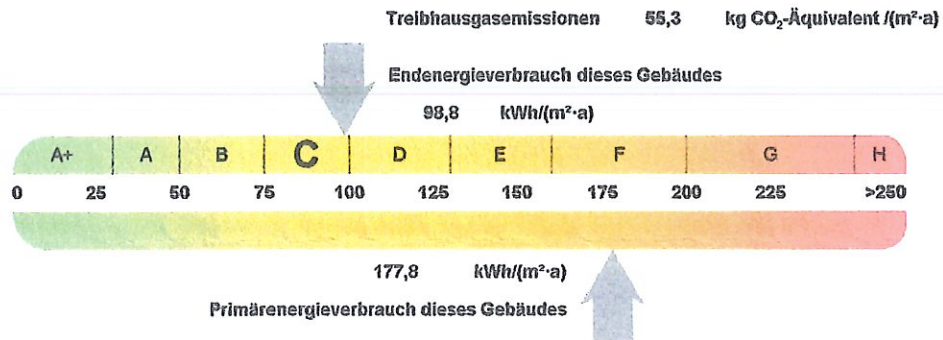 Treibhausgasemissionen 55,3 kg CO₂-Äquivalent /(m²·a)
Endenergieverbrauch dieses Gebäudes
98,8 kWh/(m²·a)
A+ A B C D E F G H
0 25 50 75 100 125 150 175 200 225 >250
177,8 kWh/(m²·a)
Primärenergieverbrauch dieses Gebäudes